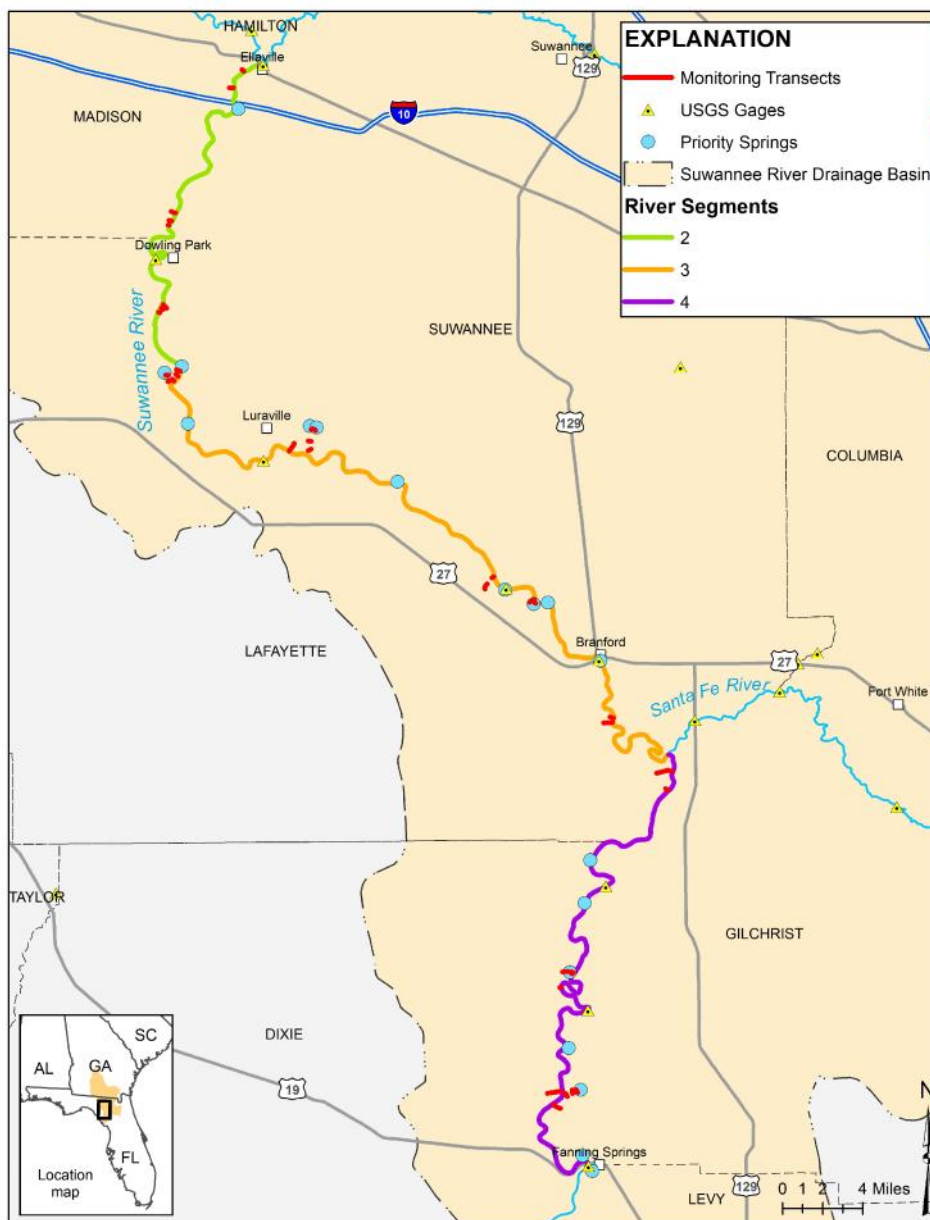 HAMILTON
Ellaville
Suwannee
129
MADISON
10
EXPLANATION
Monitoring Transects
USGS Gages
Priority Springs
Suwannee River Drainage Basin
River Segments
2
3
4
Dowling Park
Suwannee River
SUWANNEE
Luraville
129
COLUMBIA
27
LAFAYETTE
Branford
27
Santa Fe River
Fort White
TAYLOR
GILCHRIST
DIXIE
19
AL
GA
SC
FL
Location
map
Fanning Springs
LEVY
129
N
0 1 2 4 Miles